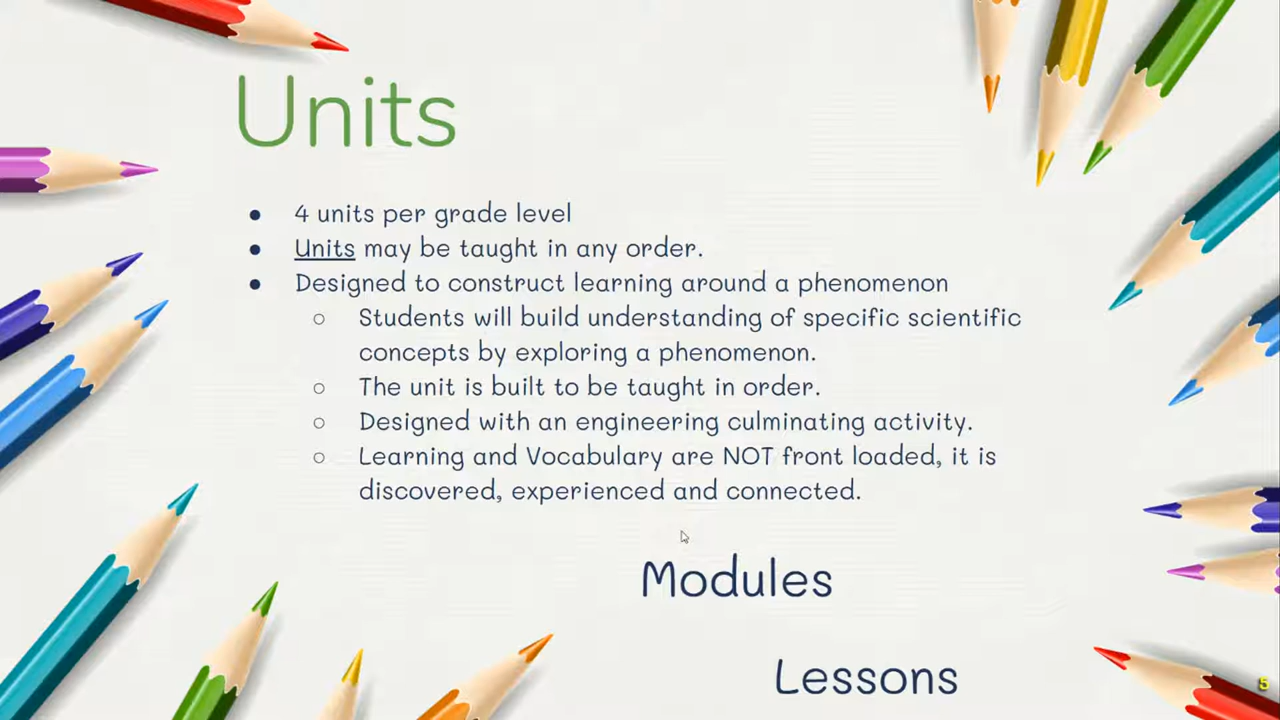 Units
● 4 units per grade level
● Units may be taught in any order.
● Designed to construct learning around a phenomenon
○ Students will build understanding of specific scientific
concepts by exploring a phenomenon.
○ The unit is built to be taught in order.
○ Designed with an engineering culminating activity.
○ Learning and Vocabulary are NOT front loaded, it is
discovered, experienced and connected.
Modules
Lessons
5